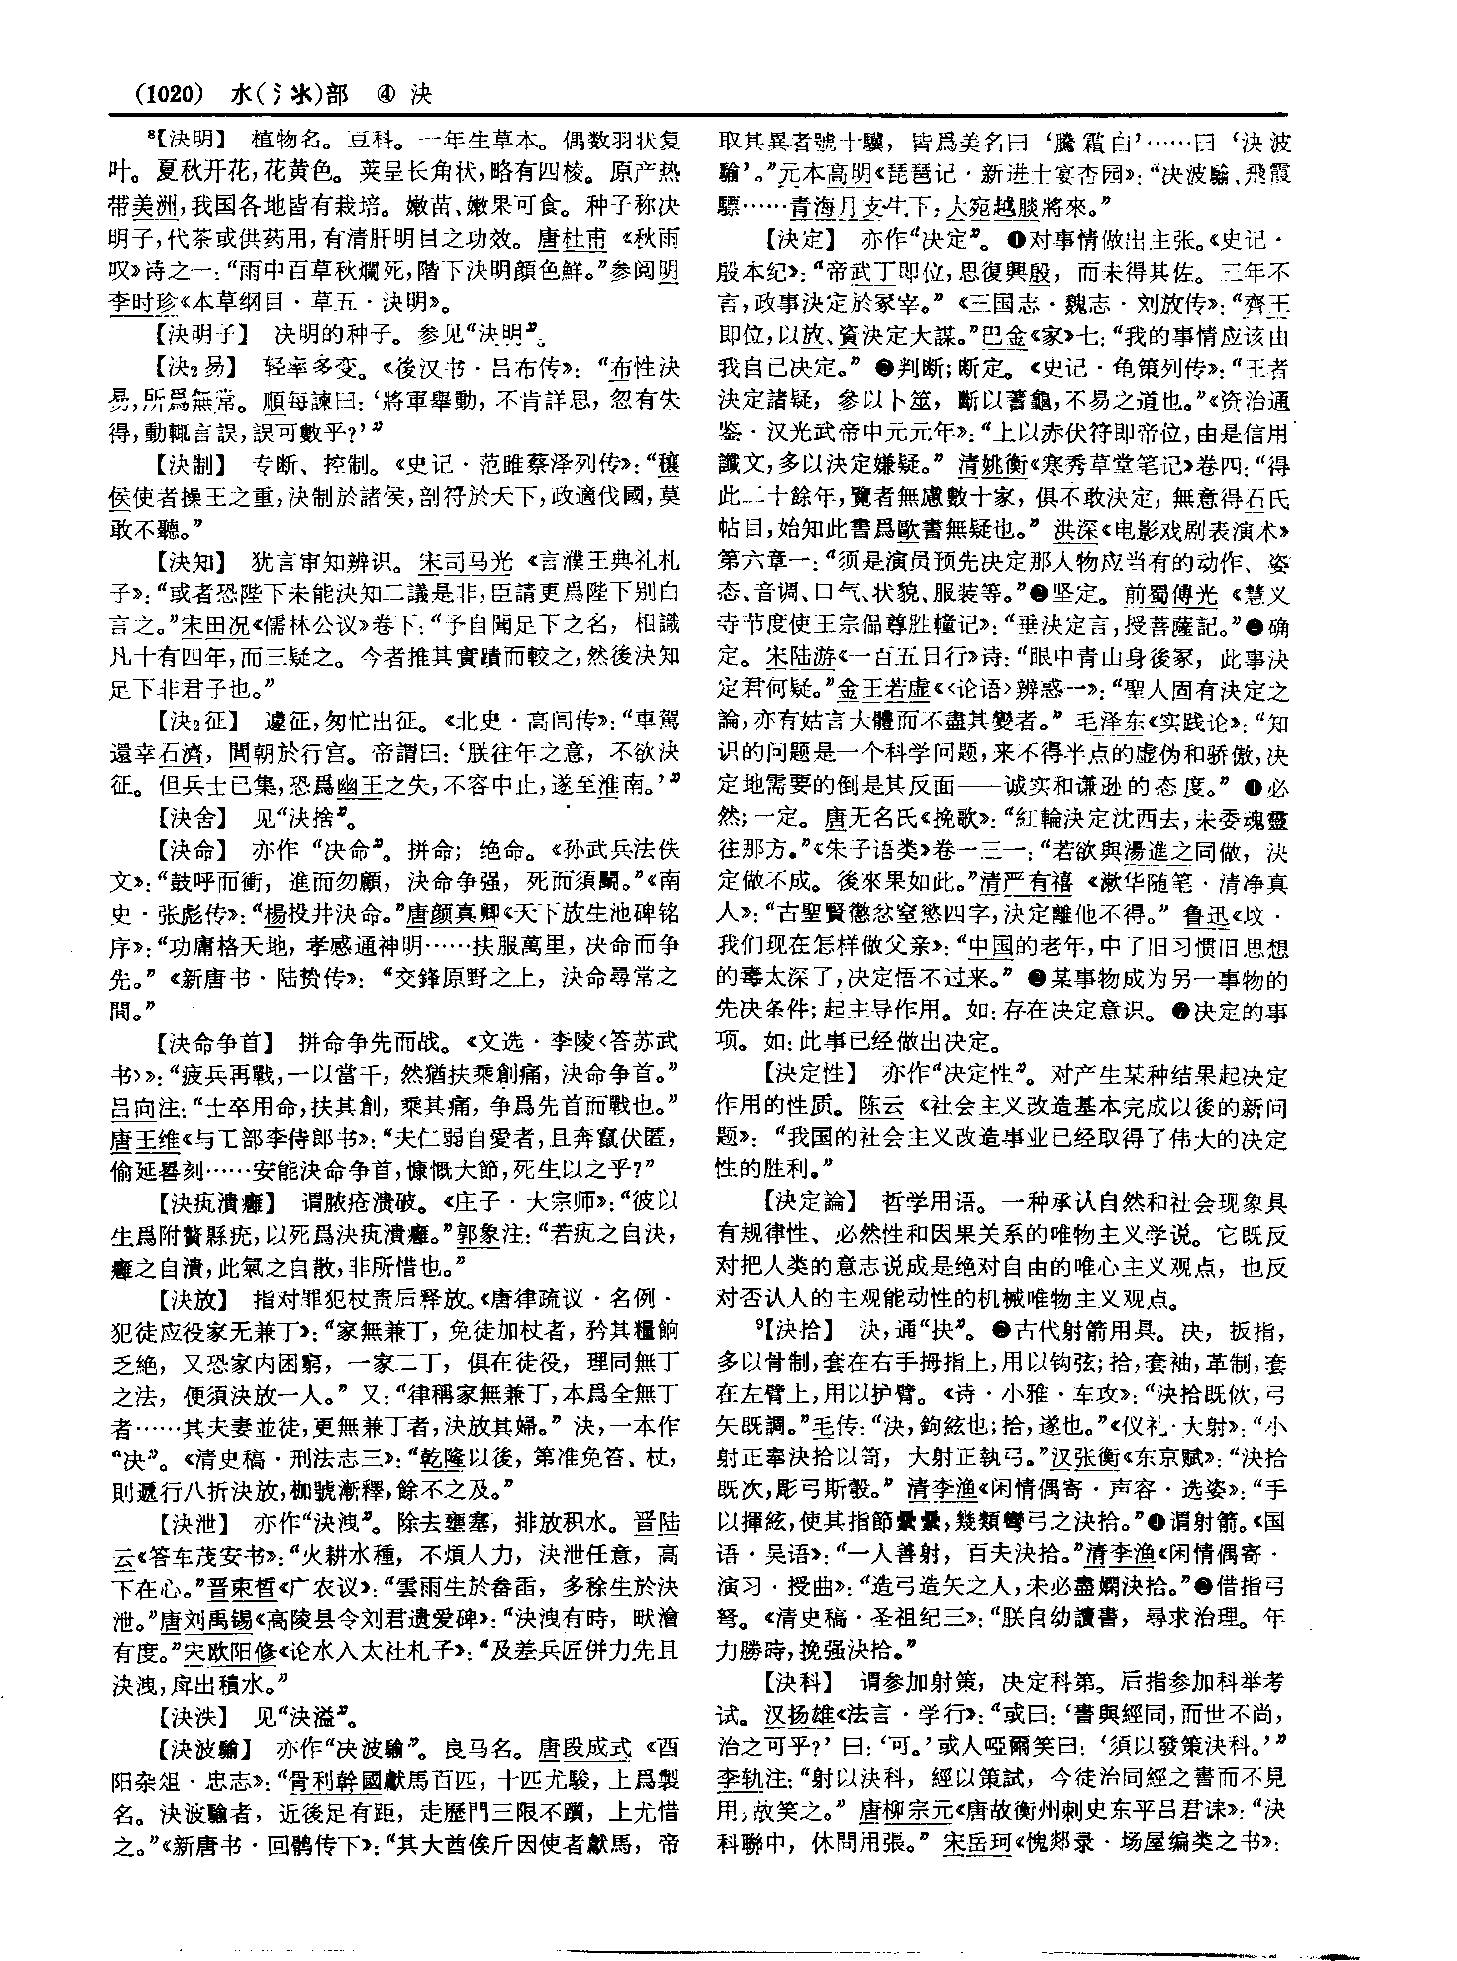 (1020) 水(氵氺)部 ④ 決
⁸【決明】 植物名。豆科。一年生草本。偶数羽状复
叶。夏秋开花,花黄色。荚呈长角状,略有四棱。原产热
带美洲,我国各地皆有栽培。嫩苗、嫩果可食。种子称决
明子,代茶或供药用,有清肝明目之功效。唐杜甫《秋雨
叹》诗之一:“雨中百草秋爛死,階下決明顔色鮮。”参阅明
李时珍《本草纲目·草五·决明》。
【決明子】 决明的种子。参见“決明”。
【決₂易】 轻率多变。《後汉书·吕布传》:“布性決
易,所爲無常。順每諫曰:‘將軍舉動,不肯詳思,忽有失
得,動輒言誤,誤可數乎?’”
【決制】 专断、控制。《史记·范雎蔡泽列传》:“穰
侯使者操王之重,決制於諸侯,剖符於天下,政適伐國,莫
敢不聽。”
【決知】 犹言审知辨识。宋司马光《言濮王典礼札
子》:“或者恐陛下未能決知二議是非,臣請更爲陛下别白
言之。”宋田况《儒林公议》卷下:“予自聞足下之名,相識
凡十有四年,而三疑之。今者推其實蹟而較之,然後決知
足下非君子也。”
【決₂征】 遽征,匆忙出征。《北史·高闾传》:“車駕
還幸石濟,閭朝於行宫。帝謂曰:‘朕往年之意,不欲決
征。但兵士已集,恐爲幽王之失,不容中止,遂至淮南。’”
【決舍】 见“決捨”。
【決命】 亦作“决命”。拼命;绝命。《孙武兵法佚
文》:“鼓呼而衝,進而勿顧,決命争强,死而須鬭。”《南
史·张彪传》:“楊投井決命。”唐颜真卿《天下放生池碑铭
序》:“功庸格天地,孝感通神明……扶服萬里,决命而争
先。”《新唐书·陆贽传》:“交鋒原野之上,決命尋常之
間。”
【決命争首】 拼命争先而战。《文选·李陵〈答苏武
书〉》:“疲兵再戰,一以當千,然猶扶乘創痛,決命争首。”
吕向注:“士卒用命,扶其創,乘其痛,争爲先首而戰也。”
唐王维《与工部李侍郎书》:“夫仁弱自愛者,且奔竄伏匿,
偷延晷刻……安能決命争首,慷慨大節,死生以之乎?”
【決疻潰癰】 谓脓疮溃破。《庄子·大宗师》:“彼以
生爲附贅縣疣,以死爲決疻潰癰。”郭象注:“若疻之自決,
癰之自潰,此氣之自散,非所惜也。”
【決放】 指对罪犯杖责后释放。《唐律疏议·名例·
犯徒应役家无兼丁》:“家無兼丁,免徒加杖者,矜其糧餉
乏絶,又恐家内困窮,一家二丁,俱在徒役,理同無丁
之法,便須決放一人。”又:“律稱家無兼丁,本爲全無丁
者……其夫妻並徒,更無兼丁者,決放其婦。”決,一本作
“决”。《清史稿·刑法志三》:“乾隆以後,第准免笞、杖,
則遞行八折決放,枷號漸釋,餘不之及。”
【決泄】 亦作“決洩”。除去壅塞,排放积水。晋陆
云《答车茂安书》:“火耕水種,不煩人力,決泄任意,高
下在心。”晋束晳《广农议》:“雲雨生於畚臿,多稌生於決
泄。”唐刘禹锡《高陵县令刘君遗爱碑》:“決洩有時,畎澮
有度。”宋欧阳修《论水入太社札子》:“及差兵匠併力先且
決洩,戽出積水。”
【決泆】 见“決溢”。
【決波騟】 亦作“决波騟”。良马名。唐段成式《酉
阳杂俎·忠志》:“骨利幹國獻馬百匹,十匹尤駿,上爲製
名。決波騟者,近後足有距,走歷門三限不躓,上尤惜
之。”《新唐书·回鹘传下》:“其大酋俟斤因使者獻馬,帝
取其異者號十驥,皆爲美名曰‘騰霜白’……曰‘決波
騟’。”元本高明《琵琶记·新进士宴杏园》:“决波騟、飛霞
驃……青海月支生下,大宛越睒將來。”
【決定】 亦作“决定”。❶对事情做出主张。《史记·
殷本纪》:“帝武丁即位,思復興殷,而未得其佐。三年不
言,政事決定於冢宰。”《三国志·魏志·刘放传》:“齊王
即位,以放、資決定大謀。”巴金《家》七:“我的事情应该由
我自己决定。”❷判断;断定。《史记·龟策列传》:“王者
決定諸疑,參以卜筮,斷以蓍龜,不易之道也。”《资治通
鉴·汉光武帝中元元年》:“上以赤伏符即帝位,由是信用
讖文,多以決定嫌疑。”清姚衡《寒秀草堂笔记》卷四:“得
此二十餘年,覽者無慮數十家,俱不敢決定,無意得石氏
帖目,始知此書爲歐書無疑也。”洪深《电影戏剧表演术》
第六章一:“须是演员预先决定那人物应当有的动作、姿
态、音调、口气、状貌、服装等。”❸坚定。前蜀傅光《慧义
寺节度使王宗侃尊胜幢记》:“垂決定言,授菩薩記。”❹确
定。宋陆游《一百五日行》诗:“眼中青山身後冢,此事決
定君何疑。”金王若虚《〈论语〉辨惑一》:“聖人固有決定之
論,亦有姑言大體而不盡其變者。”毛泽东《实践论》:“知
识的问题是一个科学问题,来不得半点的虚伪和骄傲,决
定地需要的倒是其反面——诚实和谦逊的态度。”❺必
然;一定。唐无名氏《挽歌》:“紅輪決定沈西去,未委魂靈
往那方。”《朱子语类》卷一三一:“若欲與湯進之同做,決
定做不成。後來果如此。”清严有禧《漱华随笔·清净真
人》:“古聖賢懲忿窒慾四字,決定離他不得。”鲁迅《坟·
我们现在怎样做父亲》:“中国的老年,中了旧习惯旧思想
的毒太深了,决定悟不过来。”❻某事物成为另一事物的
先决条件;起主导作用。如:存在决定意识。❼决定的事
项。如:此事已经做出决定。
【決定性】 亦作“决定性”。对产生某种结果起决定
作用的性质。陈云《社会主义改造基本完成以後的新问
题》:“我国的社会主义改造事业已经取得了伟大的决定
性的胜利。”
【決定論】 哲学用语。一种承认自然和社会现象具
有规律性、必然性和因果关系的唯物主义学说。它既反
对把人类的意志说成是绝对自由的唯心主义观点,也反
对否认人的主观能动性的机械唯物主义观点。
⁹【決拾】 決,通“抉”。❶古代射箭用具。决,扳指,
多以骨制,套在右手拇指上,用以钩弦;拾,套袖,革制,套
在左臂上,用以护臂。《诗·小雅·车攻》:“決拾既佽,弓
矢既調。”毛传:“決,鉤絃也;拾,遂也。”《仪礼·大射》:“小
射正奉決拾以笥,大射正執弓。”汉张衡《东京赋》:“決拾
既次,彫弓斯彀。”清李渔《闲情偶寄·声容·选姿》:“手
以揮絃,使其指節纍纍,幾類彎弓之決拾。”❷谓射箭。《国
语·吴语》:“一人善射,百夫決拾。”清李渔《闲情偶寄·
演习·授曲》:“造弓造矢之人,未必盡嫻決拾。”❸借指弓
弩。《清史稿·圣祖纪三》:“朕自幼讀書,尋求治理。年
力勝時,挽强決拾。”
【決科】 谓参加射策,决定科第。后指参加科举考
试。汉扬雄《法言·学行》:“或曰:‘書與經同,而世不尚,
治之可乎?’曰:‘可。’或人啞爾笑曰:‘須以發策決科。’”
李轨注:“射以決科,經以策試,今徒治同經之書而不見
用,故笑之。”唐柳宗元《唐故衡州刺史东平吕君诔》:“決
科聯中,休問用張。”宋岳珂《愧郯录·场屋编类之书》: